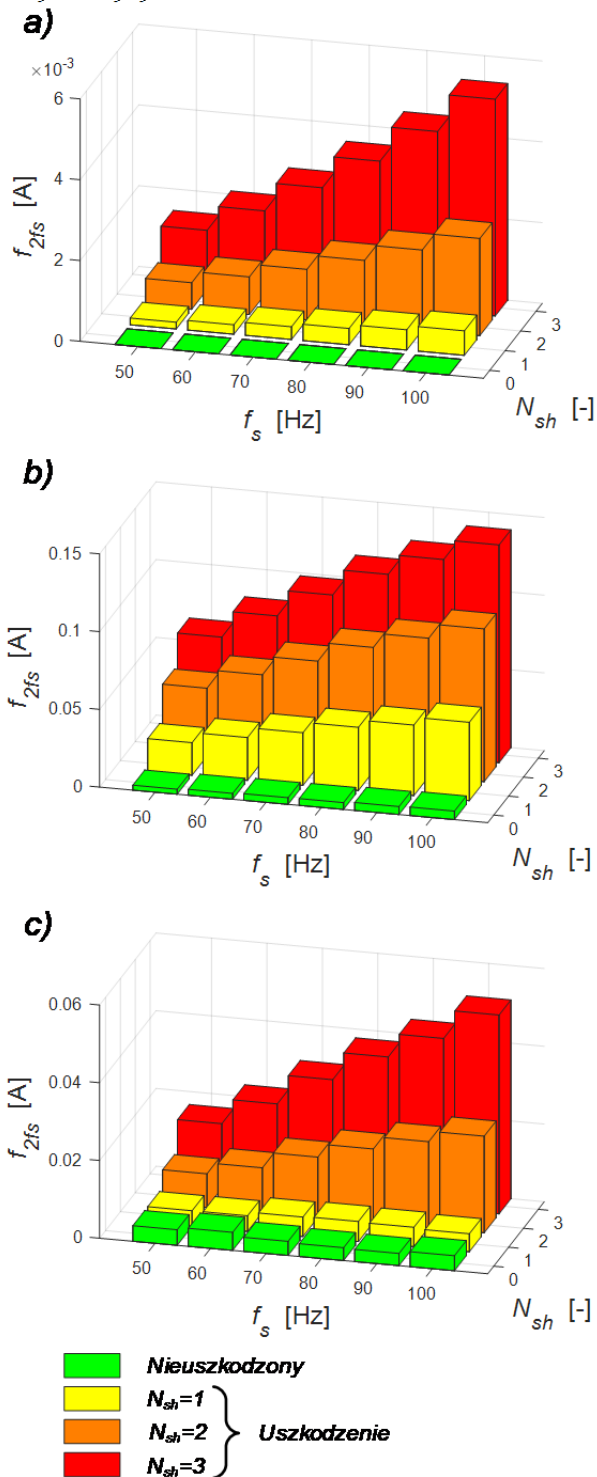 a)
×10⁻³
6
4
2
0
f2fs [A]
50 60 70 80 90 100
fs [Hz]
0 1 2 3
Nsh [-]
b)
0.15
0.1
0.05
0
f2fs [A]
50 60 70 80 90 100
fs [Hz]
0 1 2 3
Nsh [-]
c)
0.06
0.04
0.02
0
f2fs [A]
50 60 70 80 90 100
fs [Hz]
0 1 2 3
Nsh [-]
Nieuszkodzony
Nsh=1
Nsh=2 Uszkodzenie
Nsh=3